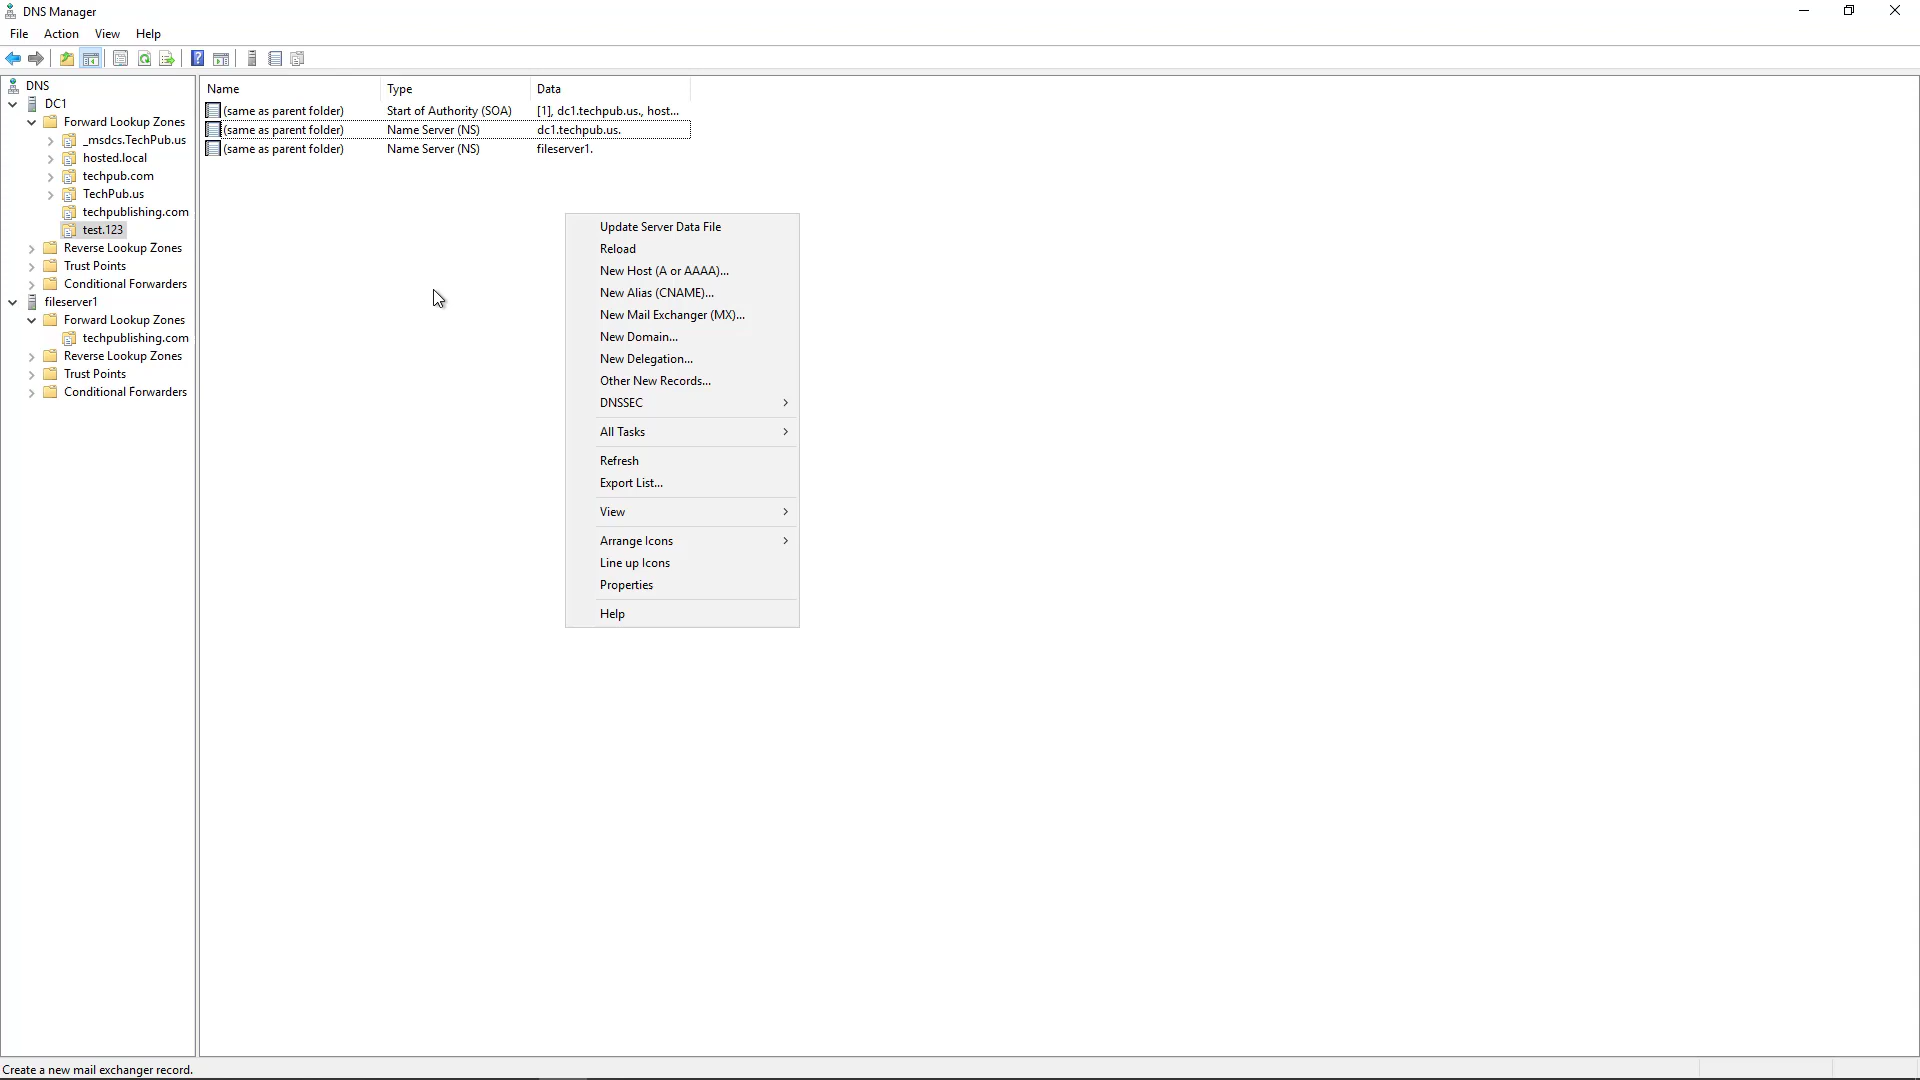 DNS Manager
File Action View Help
DNS
DC1
Forward Lookup Zones
_msdcs.TechPub.us
hosted.local
techpub.com
TechPub.us
techpublishing.com
test.123
Reverse Lookup Zones
Trust Points
Conditional Forwarders
fileserver1
Forward Lookup Zones
techpublishing.com
Reverse Lookup Zones
Trust Points
Conditional Forwarders
Name Type Data
(same as parent folder) Start of Authority (SOA) [1], dc1.techpub.us., host...
(same as parent folder) Name Server (NS) dc1.techpub.us.
(same as parent folder) Name Server (NS) fileserver1.
Update Server Data File
Reload
New Host (A or AAAA)...
New Alias (CNAME)...
New Mail Exchanger (MX)...
New Domain...
New Delegation...
Other New Records...
DNSSEC
All Tasks
Refresh
Export List...
View
Arrange Icons
Line up Icons
Properties
Help
Create a new mail exchanger record.